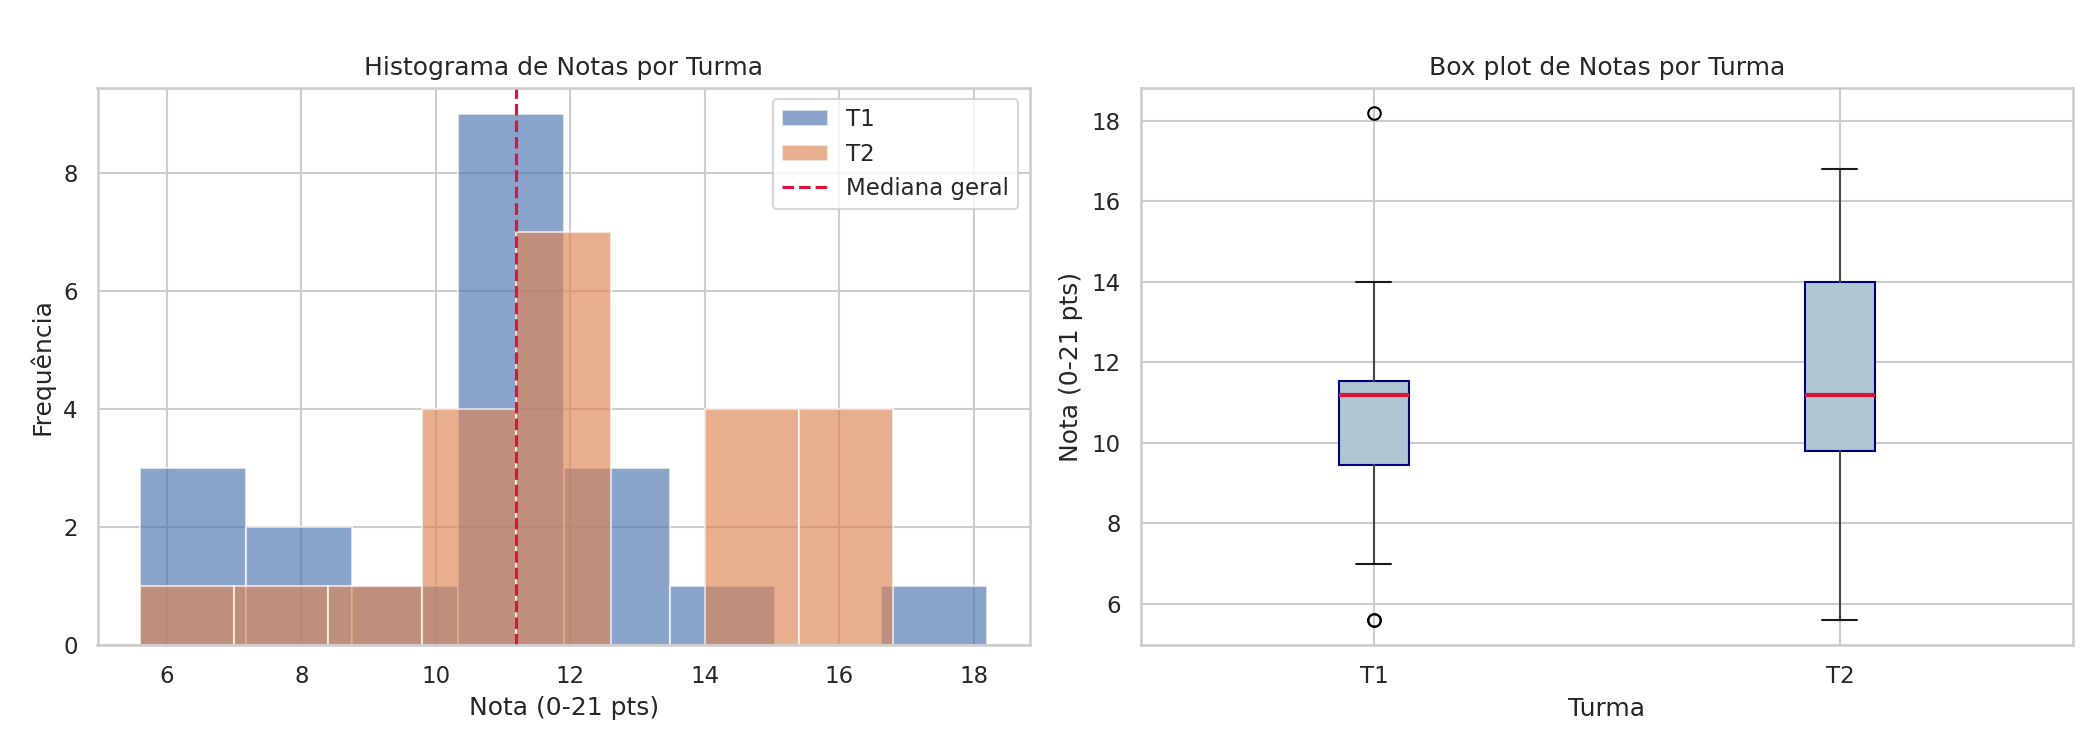 Histograma de Notas por Turma
T1
T2
Mediana geral
Frequência
8
6
4
2
0
6 8 10 12 14 16 18
Nota (0-21 pts)
Box plot de Notas por Turma
Nota (0-21 pts)
18
16
14
12
10
8
6
T1 T2
Turma